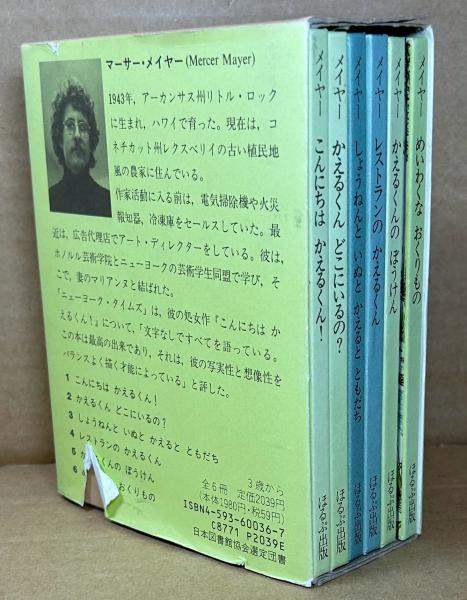 マーサー・メイヤー(Mercer Mayer)
1943年，アーカンサス州リトル・ロック
に生まれ，ハワイで育った。現在は，コ
ネチカット州レクスベリイの古い植民地
風の農家に住んでいる。
作家活動に入る前は，電気掃除機や火災
報知器，冷凍庫をセールスしていた。最
近は，広告代理店でアート・ディレクターをしている。彼は，
ホノルル芸術学院とニューヨークの芸術学生同盟で学び，そ
こで，妻のマリアンヌと結ばれた。
『ニューヨーク・タイムズ』は，彼の処女作『こんにちは か
えるくん！』について，「文字なしですべてを語っている。
この本は最高の出来であり，それは，彼の写実性と想像性を
バランスよく描く才能によっている」と評した。
1 こんにちは かえるくん！
2 かえるくん どこにいるの？
3 しょうねんと いぬと かえると ともだち
4 レストランの かえるくん
5 か くんの ぼうけん
6 おくりもの
3歳から
全6冊 定価2039円
(本体1980円・税59円)
ISBN4-593-60036-7
C8771 P2039E
日本図書館協会選定図書
メイヤー こんにちは かえるくん！ ほるぷ出版
メイヤー かえるくん どこにいるの？ ほるぷ出版
メイヤー しょうねんと いぬと かえると ともだち ほるぷ出版
メイヤー レストランの かえるくん ほるぷ出版
メイヤー かえるくんの ぼうけん ほるぷ出版
メイヤー めいわくな おくりもの ほるぷ出版